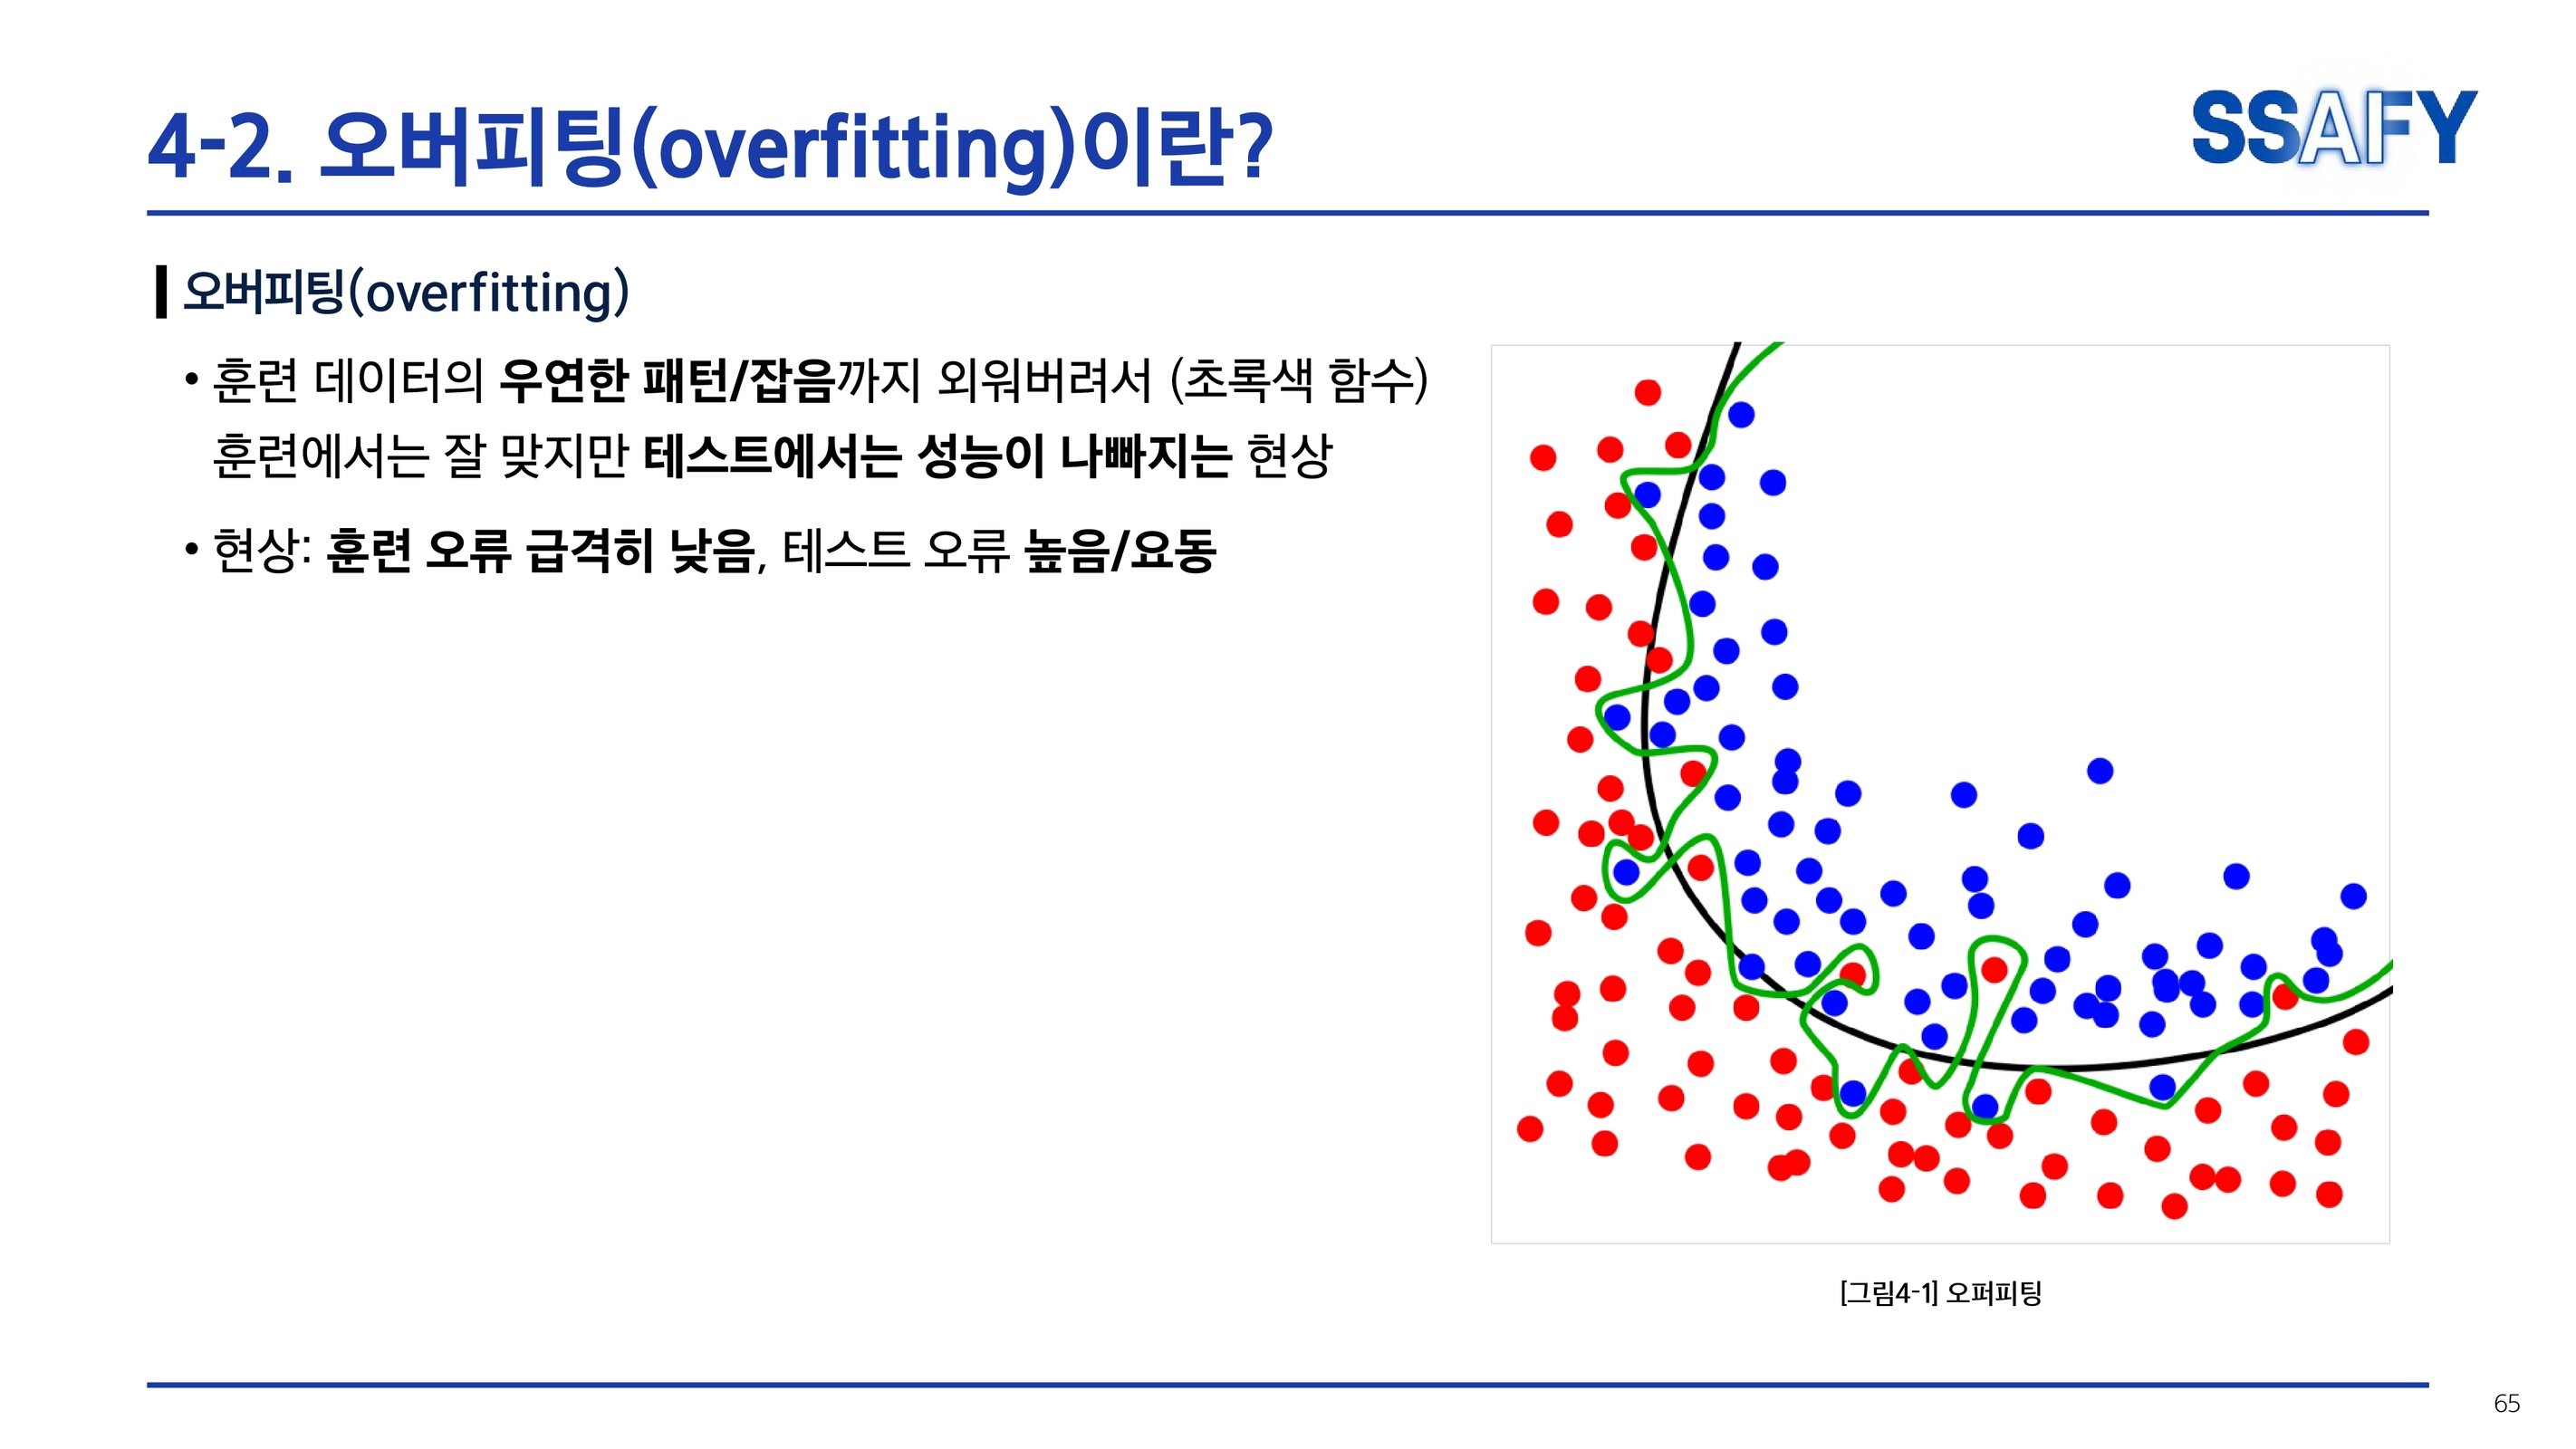 4-2. 오버피팅(overfitting)이란?
SSAFY
오버피팅(overfitting)
• 훈련 데이터의 우연한 패턴/잡음까지 외워버려서 (초록색 함수)
훈련에서는 잘 맞지만 테스트에서는 성능이 나빠지는 현상
• 현상: 훈련 오류 급격히 낮음, 테스트 오류 높음/요동
[그림4-1] 오퍼피팅
65